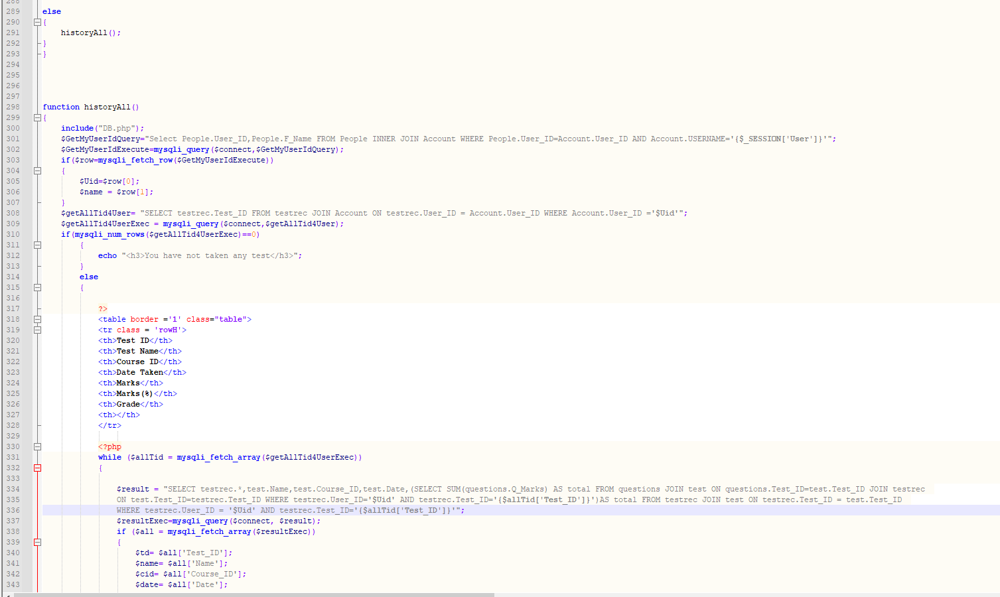 288
289 else
290 {
291 historyAll();
292 }
293 }
294
295
296
297
298 function historyAll()
299 {
300 include("DB.php");
301 $GetMyUserIdQuery="Select People.User_ID,People.F_Name FROM People INNER JOIN Account WHERE People.User_ID=Account.User_ID AND Account.USERNAME='{$_SESSION['User']}'";
302 $GetMyUserIdExecute=mysqli_query($connect,$GetMyUserIdQuery);
303 if($row=mysqli_fetch_row($GetMyUserIdExecute))
304 {
305 $Uid=$row[0];
306 $name = $row[1];
307 }
308 $getAllTid4User= "SELECT testrec.Test_ID FROM testrec JOIN Account ON testrec.User_ID = Account.User_ID WHERE Account.User_ID ='$Uid'";
309 $getAllTid4UserExec = mysqli_query($connect,$getAllTid4User);
310 if(mysqli_num_rows($getAllTid4UserExec)==0)
311 {
312 echo "<h3>You have not taken any test</h3>";
313 }
314 else
315 {
316
317 ?>
318 <table border ='1' class="table">
319 <tr class = 'rowH'>
320 <th>Test ID</th>
321 <th>Test Name</th>
322 <th>Course ID</th>
323 <th>Date Taken</th>
324 <th>Marks</th>
325 <th>Marks(%)</th>
326 <th>Grade</th>
327 <th></th>
328 </tr>
329
330 <?php
331 while ($allTid = mysqli_fetch_array($getAllTid4UserExec))
332 {
333
334 $result = "SELECT testrec.*,test.Name,test.Course_ID,test.Date,(SELECT SUM(questions.Q_Marks) AS total FROM questions JOIN test ON questions.Test_ID=test.Test_ID JOIN testrec
335 ON test.Test_ID=testrec.Test_ID WHERE testrec.User_ID='$Uid' AND testrec.Test_ID='{$allTid['Test_ID']}')AS total FROM testrec JOIN test ON testrec.Test_ID = test.Test_ID
336 WHERE testrec.User_ID = '$Uid' AND testrec.Test_ID='{$allTid['Test_ID']}'";
337 $resultExec=mysqli_query($connect, $result);
338 if ($all = mysqli_fetch_array($resultExec))
339 {
340 $td= $all['Test_ID'];
341 $name= $all['Name'];
342 $cid= $all['Course_ID'];
343 $date= $all['Date'];